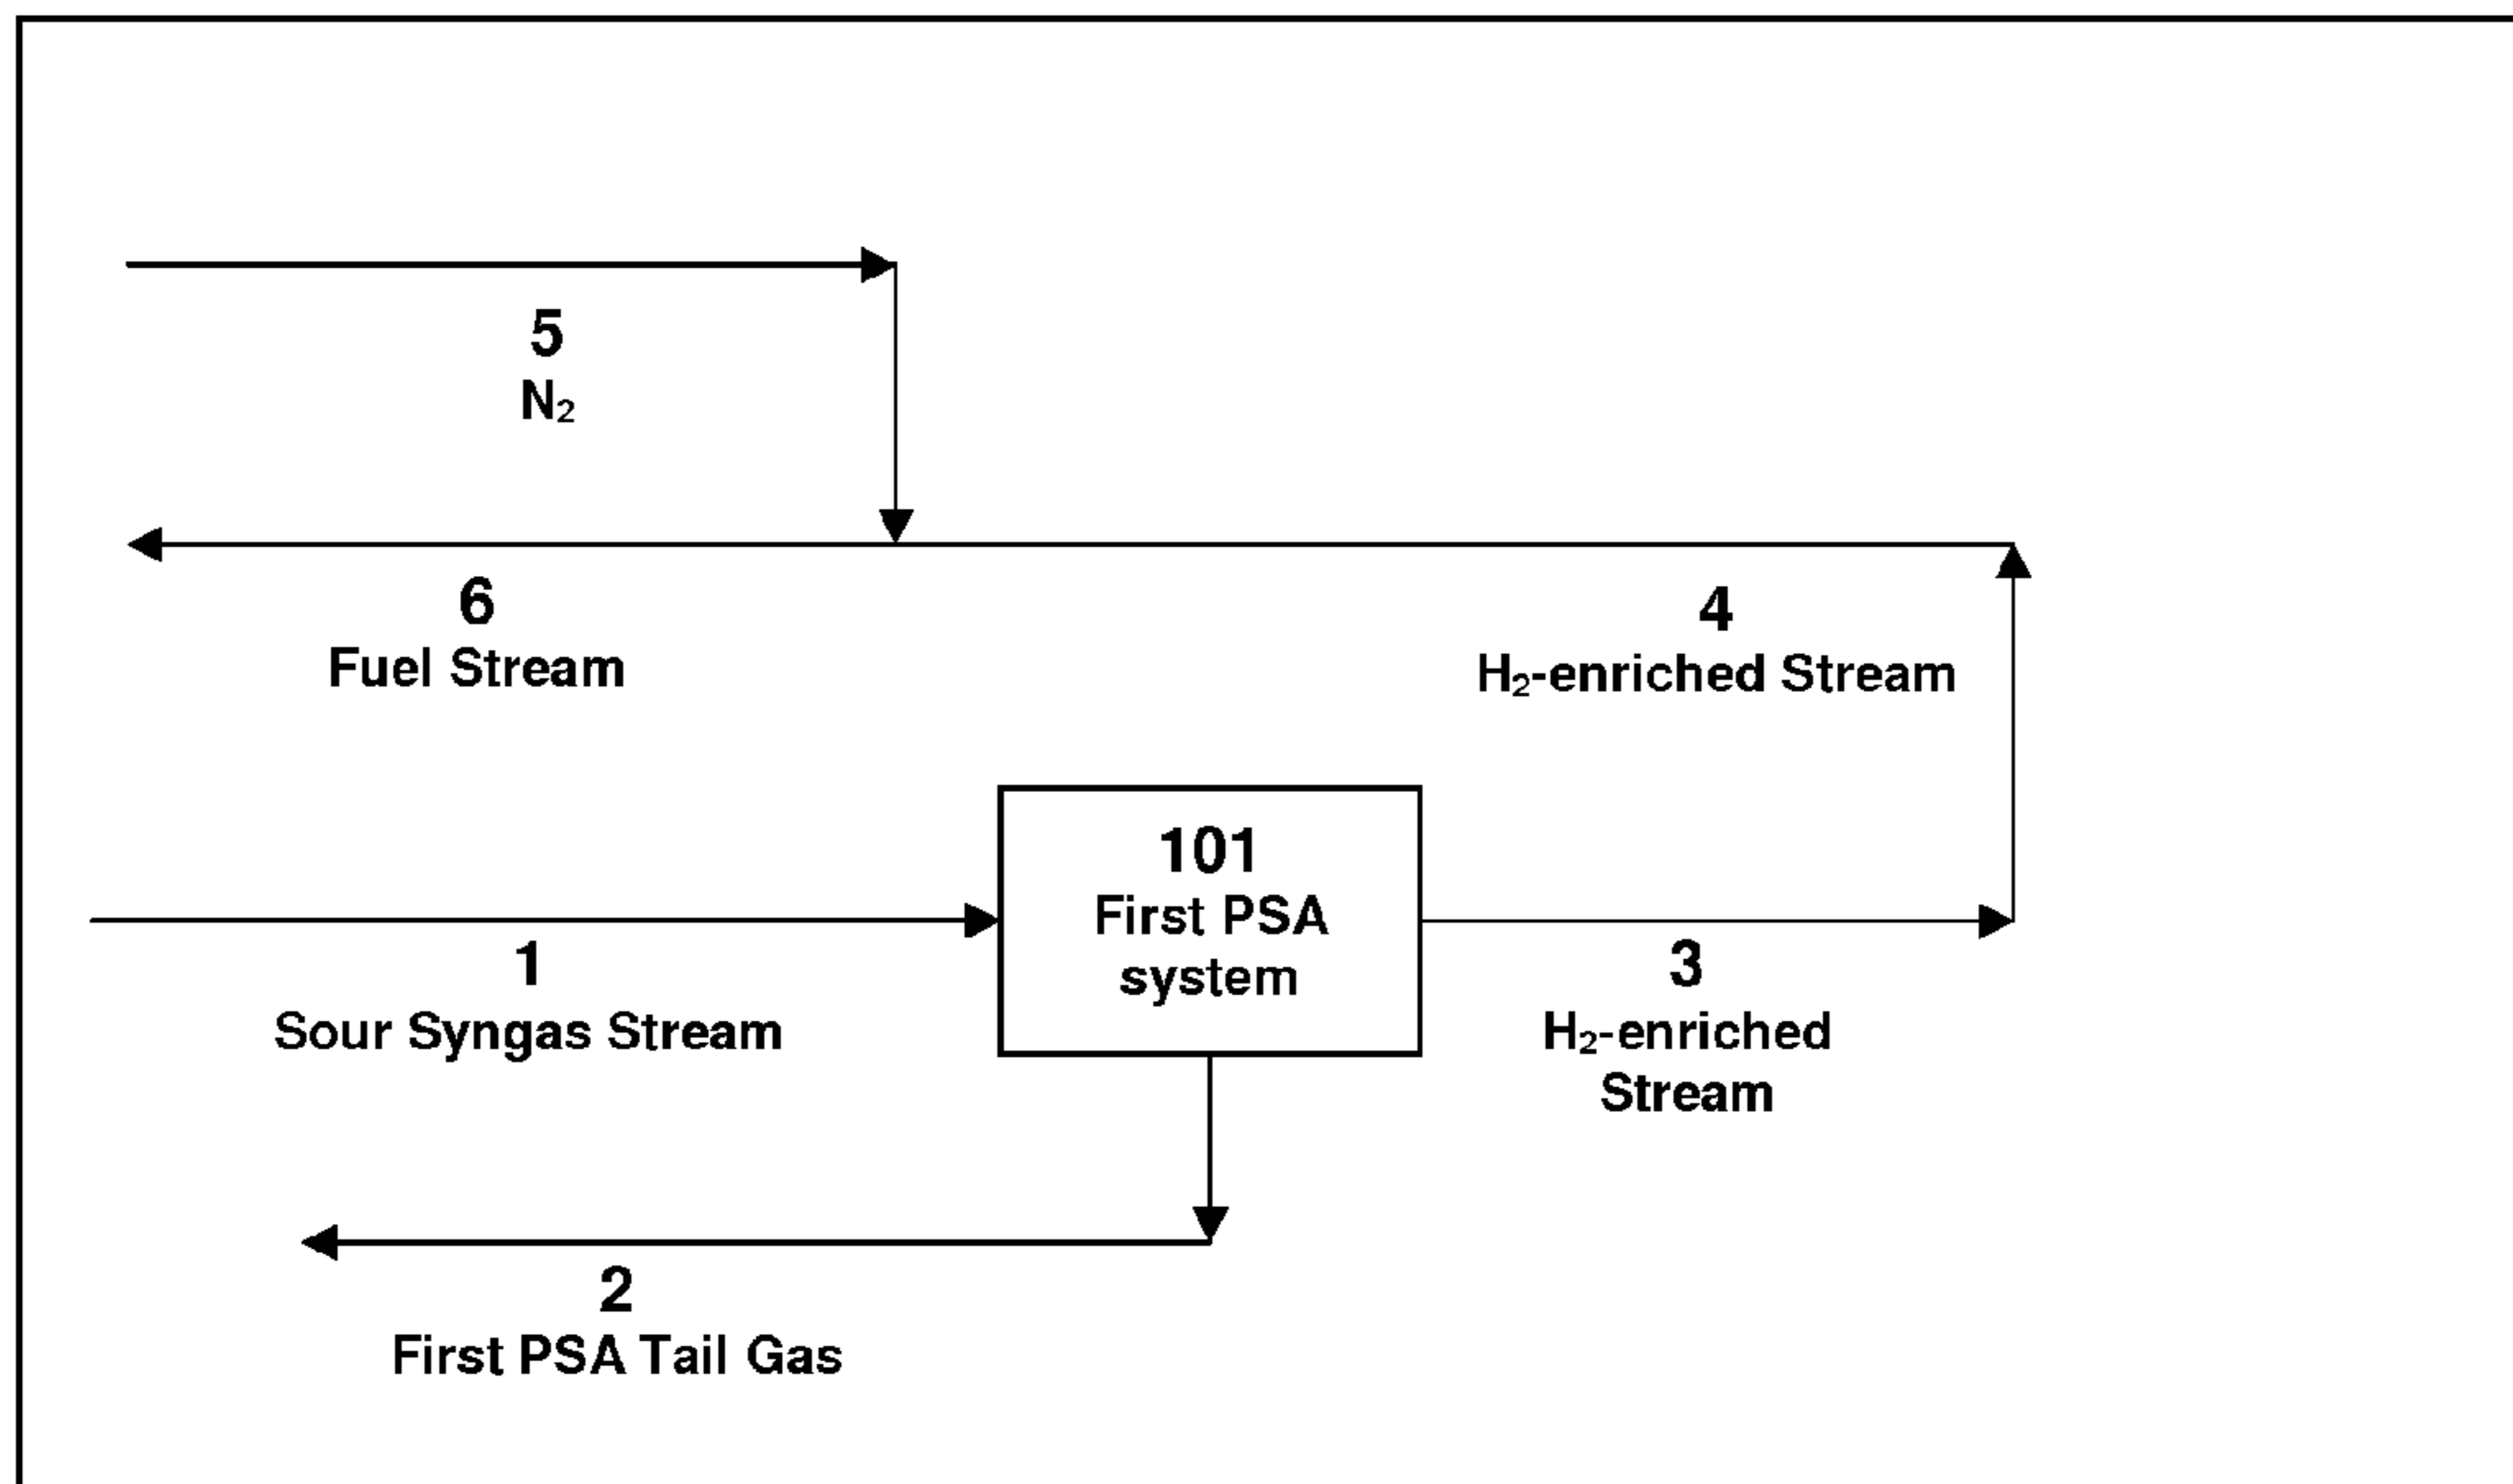 5
N₂
6
Fuel Stream
4
H₂-enriched Stream
101
First PSA
system
1
Sour Syngas Stream
3
H₂-enriched
Stream
2
First PSA Tail Gas